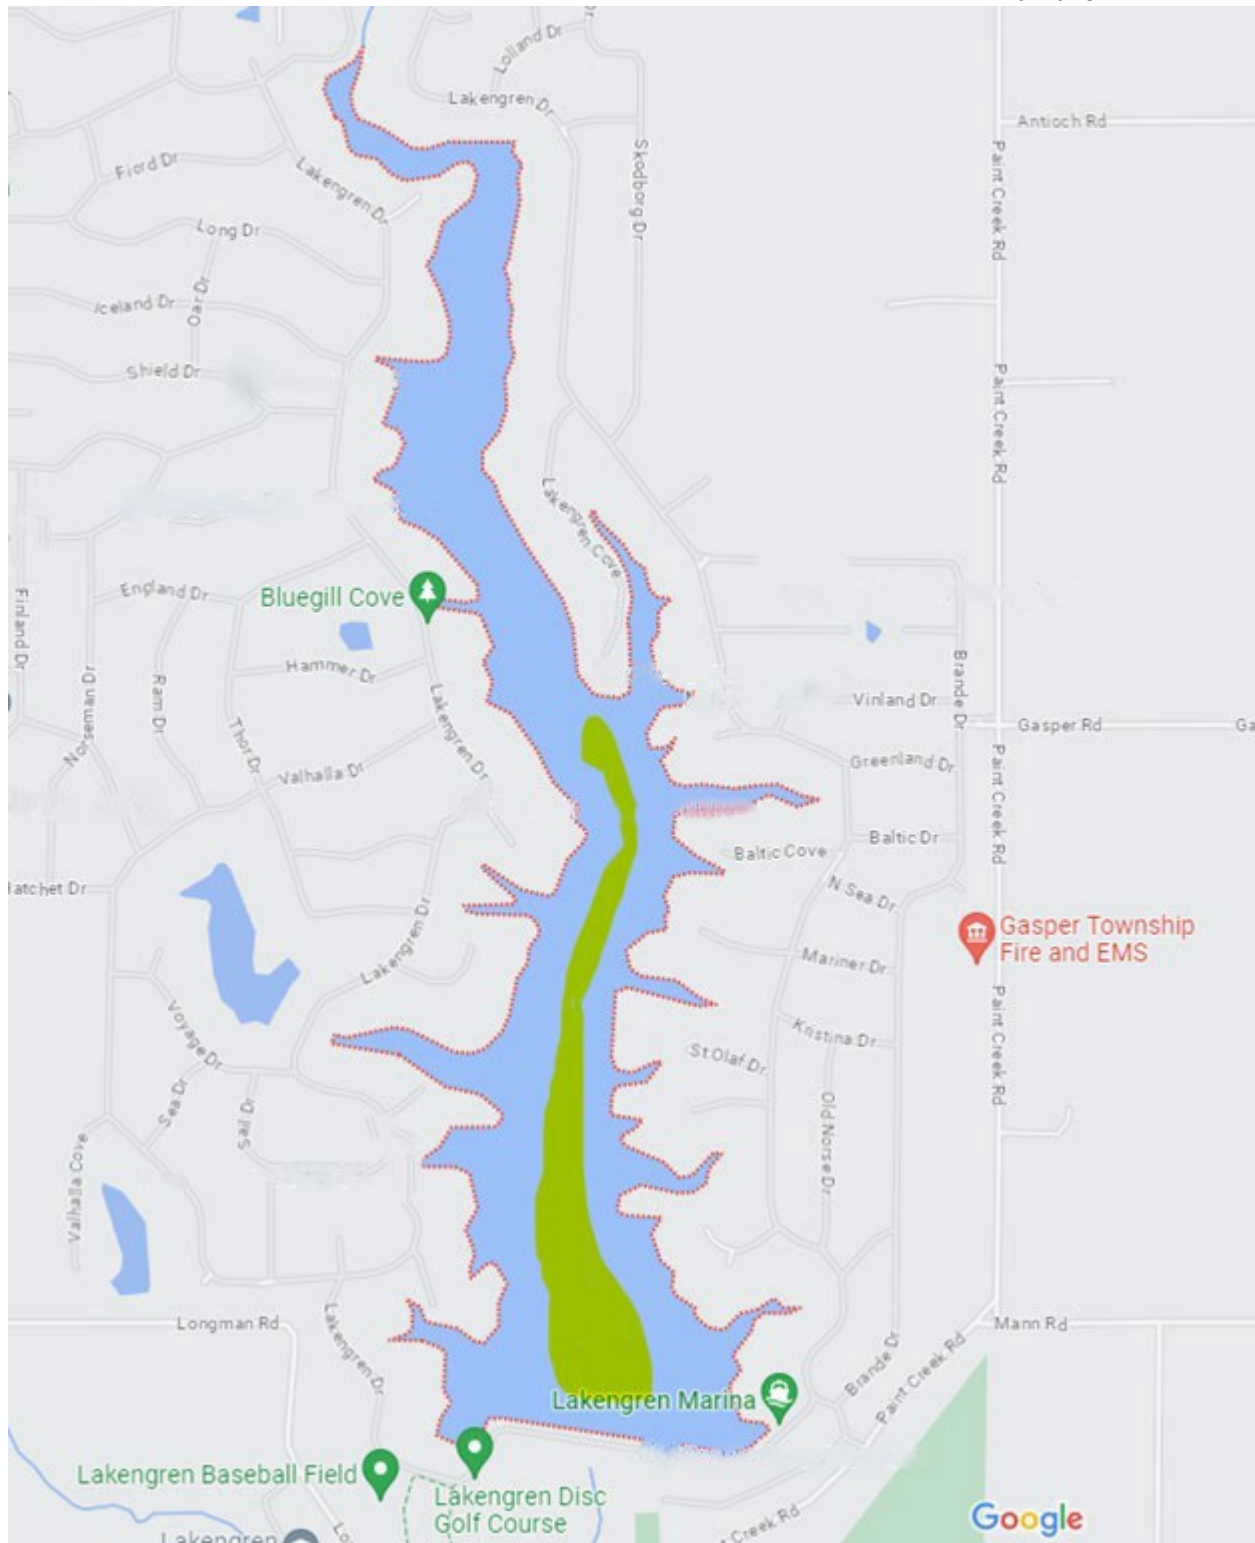 Dr
Lolland Dr
Lakengren Dr
Antioch Rd
Skodborg Dr
Paint Creek Rd
Fiord Dr
Lakengren Dr
Long Dr
Iceland Dr
Oar Dr
Shield Dr
Paint Creek Rd
Lakengren Cove
Bluegill Cove
England Dr
Finland Dr
Hammer Dr
Norseman Dr
Ram Dr
Thor Dr
Lakengren Dr
Valhalla Dr
Brande Dr
Vinland Dr
Gasper Rd
Ga
Greenland Dr
Paint Creek Rd
Baltic Dr
Baltic Cove
N Sea Dr
latchet Dr
Lakengren Dr
Gasper Township
Fire and EMS
Mariner Dr
Kristina Dr
Paint Creek Rd
St Olaf Dr
Old Norse Dr
Voyage Dr
Sea Dr
Sail Dr
Valhalla Cove
Longman Rd
Lakengren Dr
Mann Rd
Brande Dr
Paint Creek Rd
Lakengren Marina
Lakengren Baseball Field
Lakengren Disc
Golf Course
Lakengren
Lo
t Creek Rd
Google